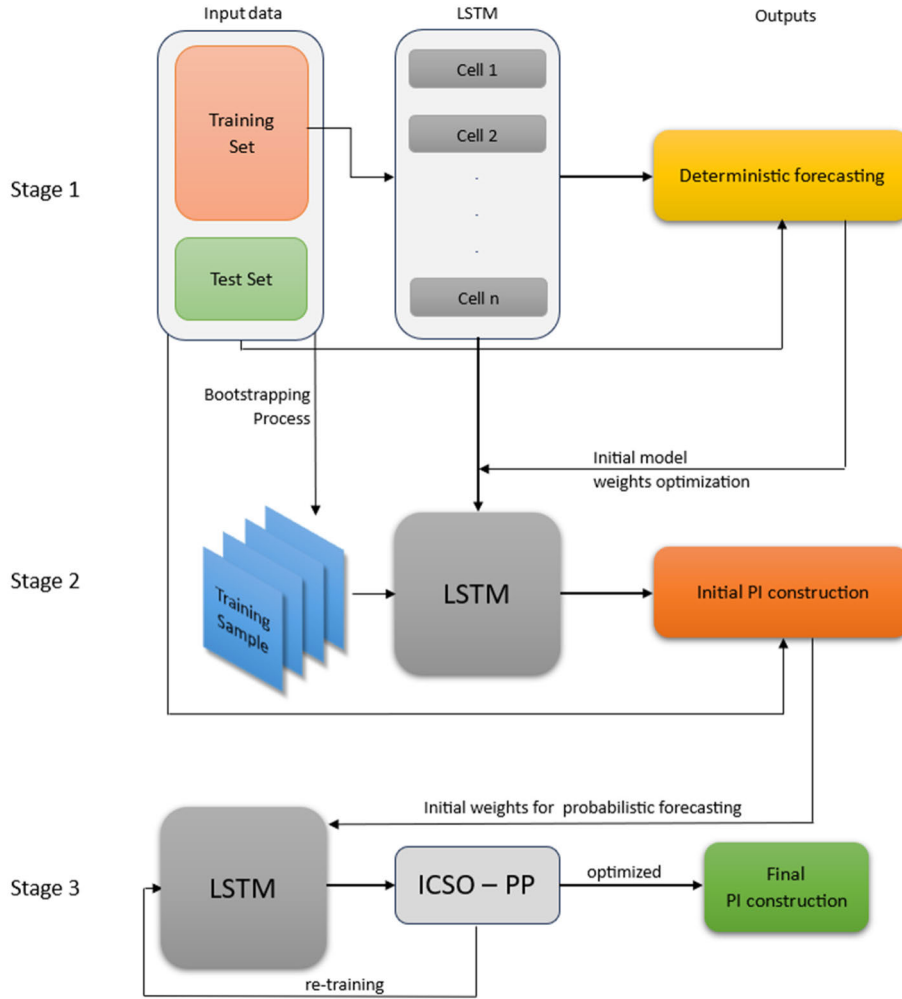 Input data
LSTM
Outputs
Stage 1
Training
Set
Test Set
Cell 1
Cell 2
.
.
.
Cell n
Deterministic forecasting
Bootstrapping
Process
Initial model
weights optimization
Stage 2
Training
Sample
LSTM
Initial PI construction
Initial weights for probabilistic forecasting
Stage 3
LSTM
ICSO – PP
optimized
Final
PI construction
re-training